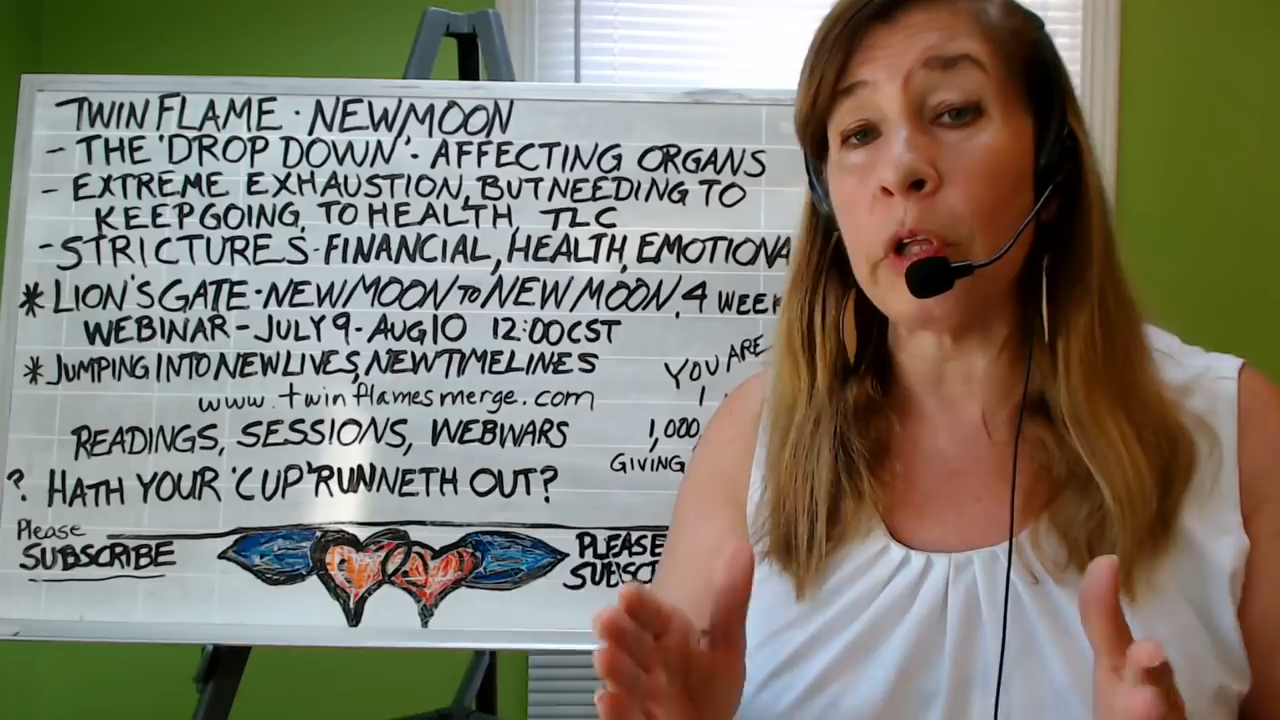 TWIN FLAME · NEW MOON
- THE 'DROP DOWN' · AFFECTING ORGANS
- EXTREME EXHAUSTION, BUT NEEDING TO
KEEP GOING, TO HEALTH, TLC
- STRICTURES - FINANCIAL, HEALTH, EMOTIONA
* LION'S GATE · NEW MOON TO NEW MOON, 4 WEEK
WEBINAR - JULY 9 - AUG 10 12:00 CST
* JUMPING INTO NEW LIVES, NEW TIMELINES
www.twinflamesmerge.com
READINGS, SESSIONS, WEBWARS
? HATH YOUR 'CUP' RUNNETH OUT?
YOU ARE
1
1,000,
GIVING
Please
SUBSCRIBE
PLEASE